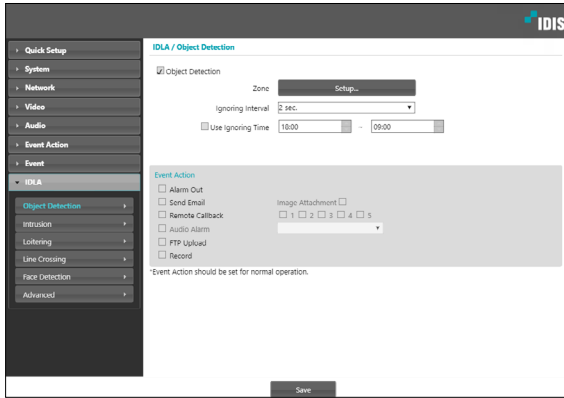 IDIS
Quick Setup
System
Network
Video
Audio
Event Action
Event
IDLA
Object Detection
Intrusion
Loitering
Line Crossing
Face Detection
Advanced
IDLA / Object Detection
Object Detection
Zone Setup...
Ignoring Interval 2 sec.
Use Ignoring Time 18:00 – 09:00
Event Action
Alarm Out
Send Email Image Attachment
Remote Callback 1 2 3 4 5
Audio Alarm
FTP Upload
Record
*Event Action should be set for normal operation.
Save